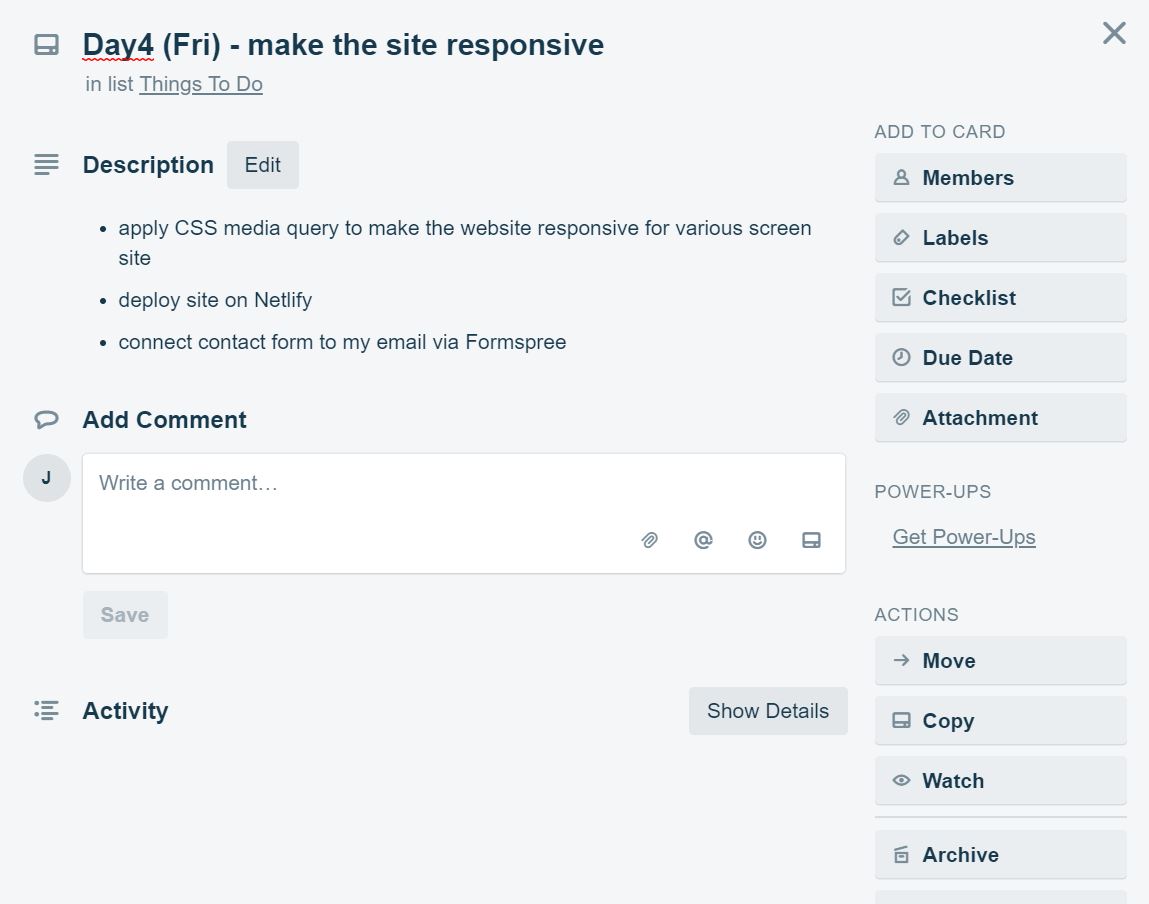 Day4 (Fri) - make the site responsive
in list Things To Do
Description Edit
• apply CSS media query to make the website responsive for various screen
site
• deploy site on Netlify
• connect contact form to my email via Formspree
Add Comment
J
Write a comment…
Save
Activity Show Details
ADD TO CARD
Members
Labels
Checklist
Due Date
Attachment
POWER-UPS
Get Power-Ups
ACTIONS
Move
Copy
Watch
Archive